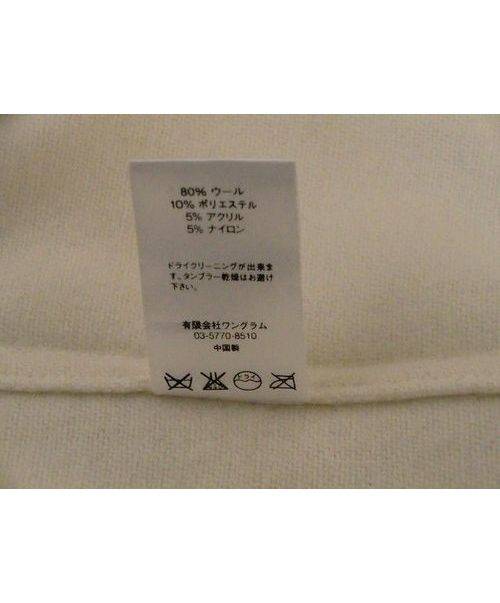 80% ウール
10% ポリエステル
5% アクリル
5% ナイロン
ドライクリーニングが出来ま
す。タンブラー乾燥はお避け
下さい。
有限会社ワングラム
03-5770-8510
中国製
ドライ